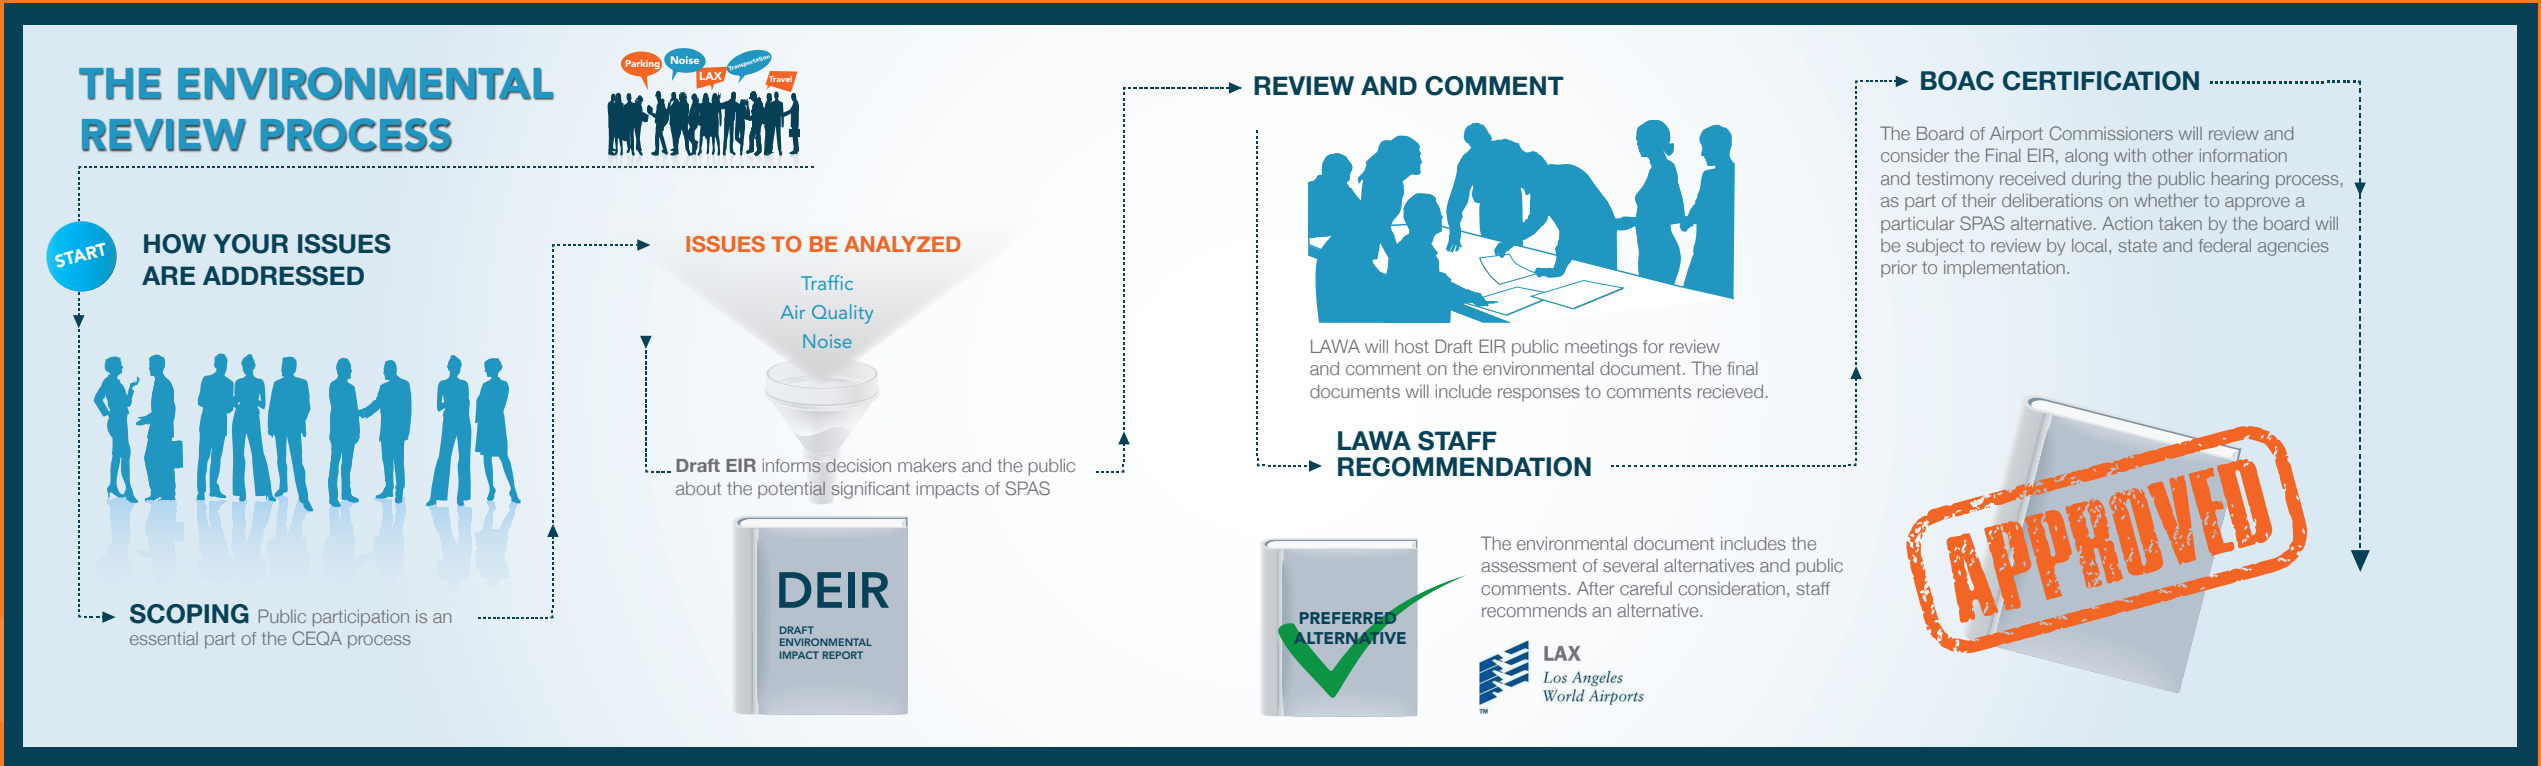 THE ENVIRONMENTAL
REVIEW PROCESS
Parking
Noise
LAX
Transportation
Travel
START
HOW YOUR ISSUES
ARE ADDRESSED
SCOPING Public participation is an
essential part of the CEQA process
ISSUES TO BE ANALYZED
Traffic
Air Quality
Noise
Draft EIR informs decision makers and the public
about the potential significant impacts of SPAS
DEIR
DRAFT
ENVIRONMENTAL
IMPACT REPORT
REVIEW AND COMMENT
LAWA will host Draft EIR public meetings for review
and comment on the environmental document. The final
documents will include responses to comments recieved.
LAWA STAFF
RECOMMENDATION
PREFERRED
ALTERNATIVE
The environmental document includes the
assessment of several alternatives and public
comments. After careful consideration, staff
recommends an alternative.
LAX
Los Angeles
World Airports
TM
BOAC CERTIFICATION
The Board of Airport Commissioners will review and
consider the Final EIR, along with other information
and testimony received during the public hearing process,
as part of their deliberations on whether to approve a
particular SPAS alternative. Action taken by the board will
be subject to review by local, state and federal agencies
prior to implementation.
APPROVED